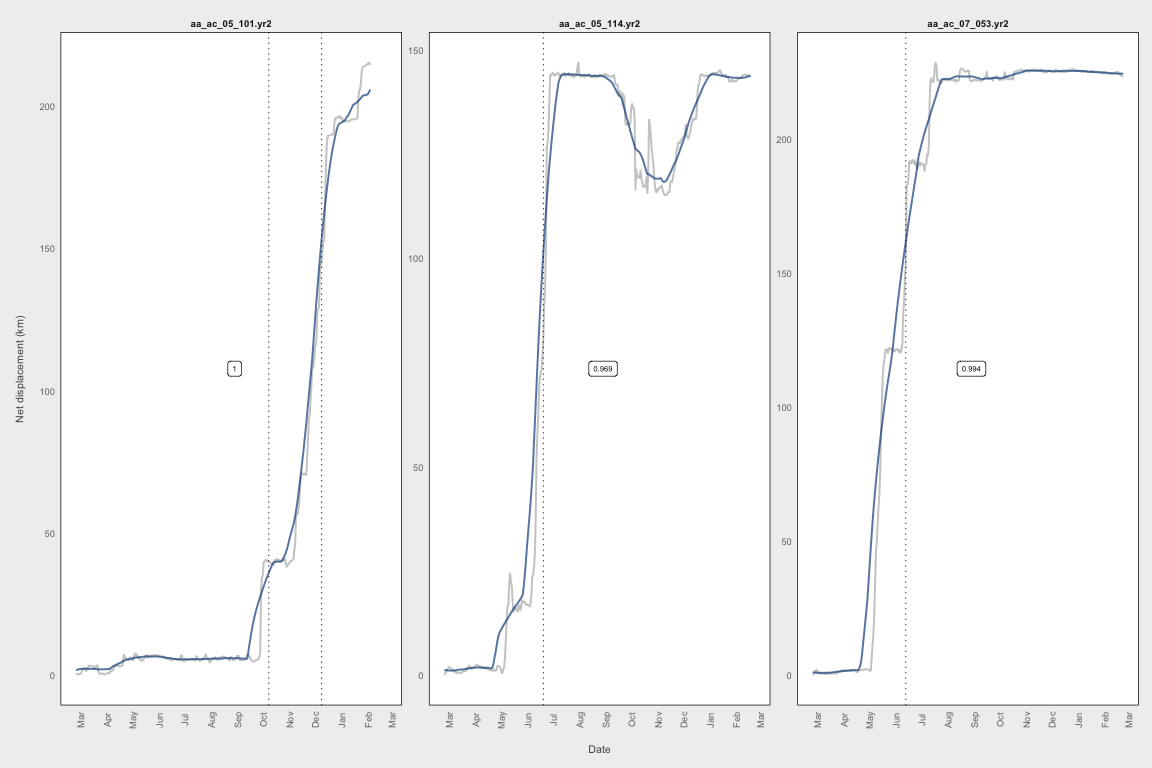 aa_ac_05_101.yr2
aa_ac_05_114.yr2
aa_ac_07_053.yr2
Net displacement (km)
200
150
100
50
0
1
Mar Apr May Jun Jul Aug Sep Oct Nov Dec Jan Feb Mar
150
100
50
0
0.969
Mar Apr May Jun Jul Aug Sep Oct Nov Dec Jan Feb Mar
200
150
100
50
0
0.994
Mar Apr May Jun Jul Aug Sep Oct Nov Dec Jan Feb Mar
Date